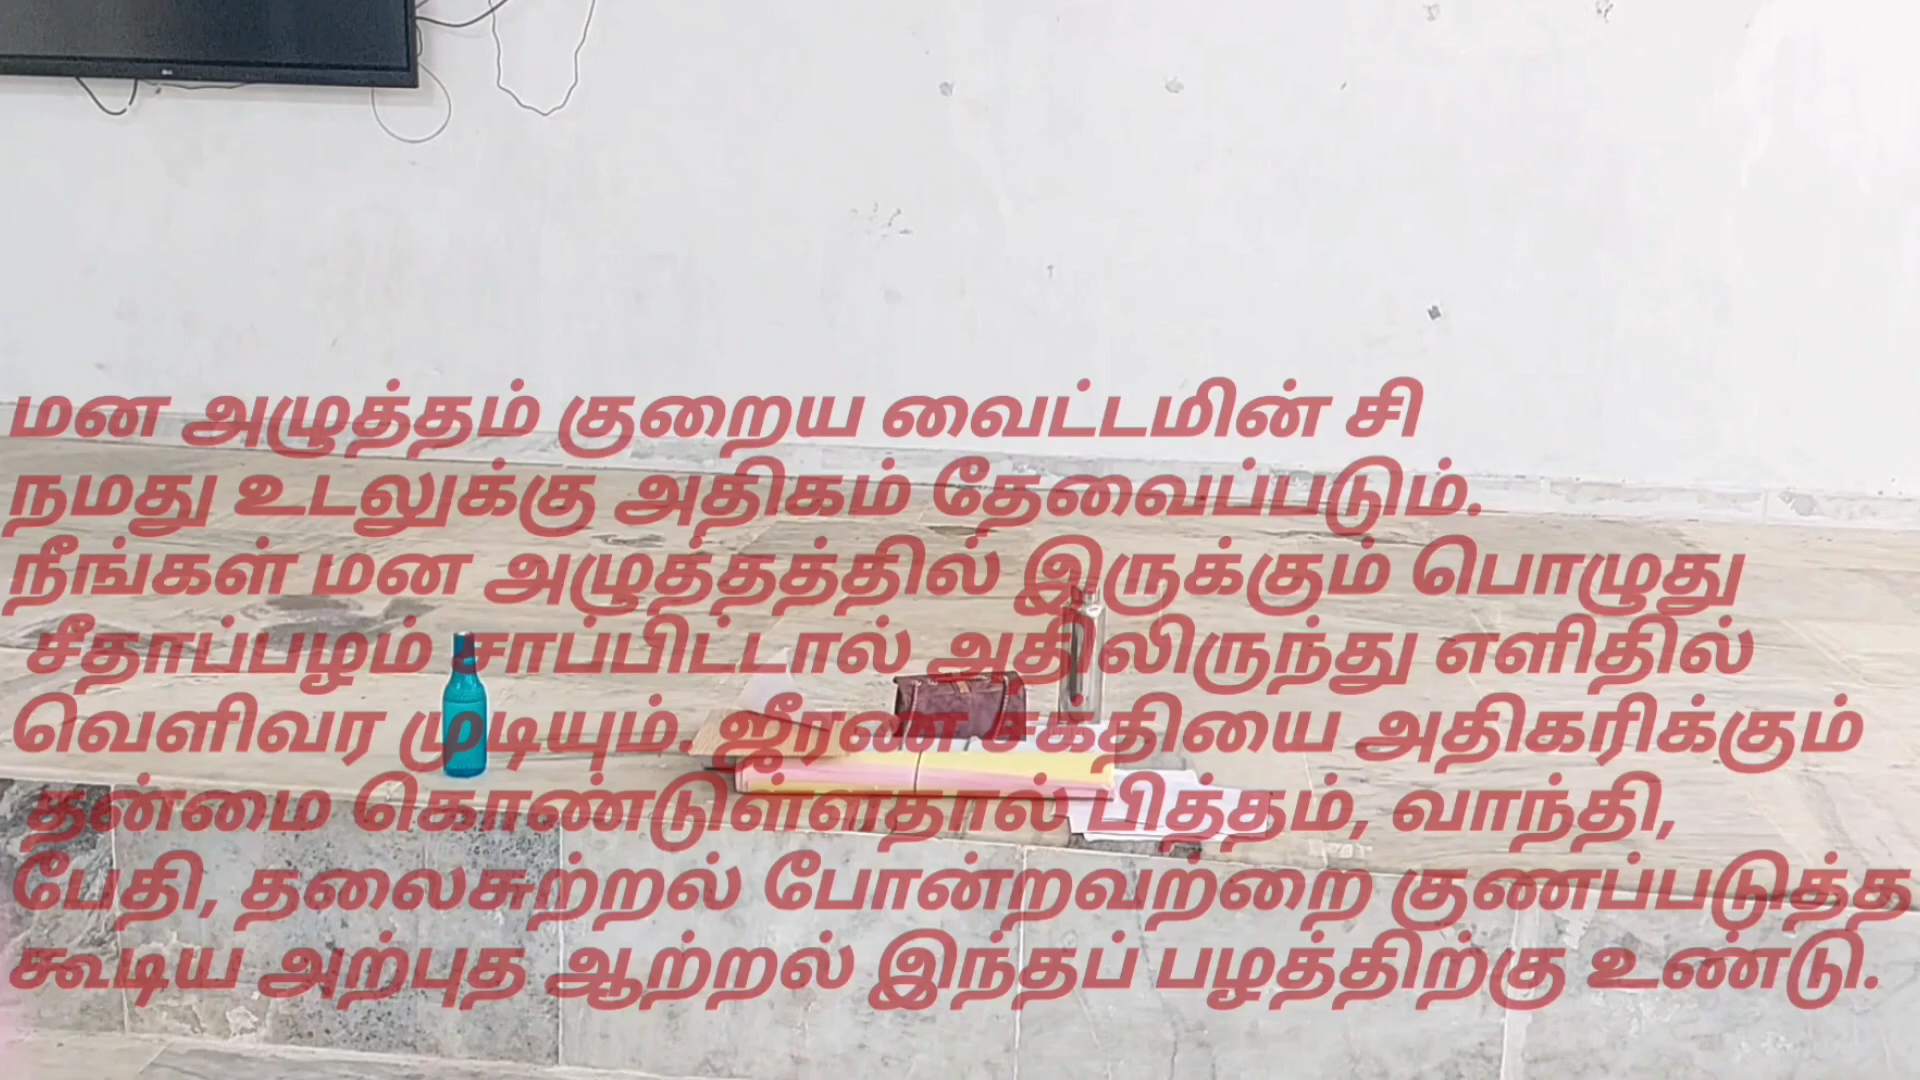 மன அழுத்தம் குறைய வைட்டமின் சி
நமது உடலுக்கு அதிகம் தேவைப்படும்.
நீங்கள் மன அழுத்தத்தில் இருக்கும் பொழுது
சீதாப்பழம் சாப்பிட்டால் அதிலிருந்து எளிதில்
வெளிவர முடியும். ஜீரண சக்தியை அதிகரிக்கும்
தன்மை கொண்டுள்ளதால் பித்தம், வாந்தி,
பேதி, தலைசுற்றல் போன்றவற்றை குணப்படுத்த
கூடிய அற்புத ஆற்றல் இந்தப் பழத்திற்கு உண்டு.